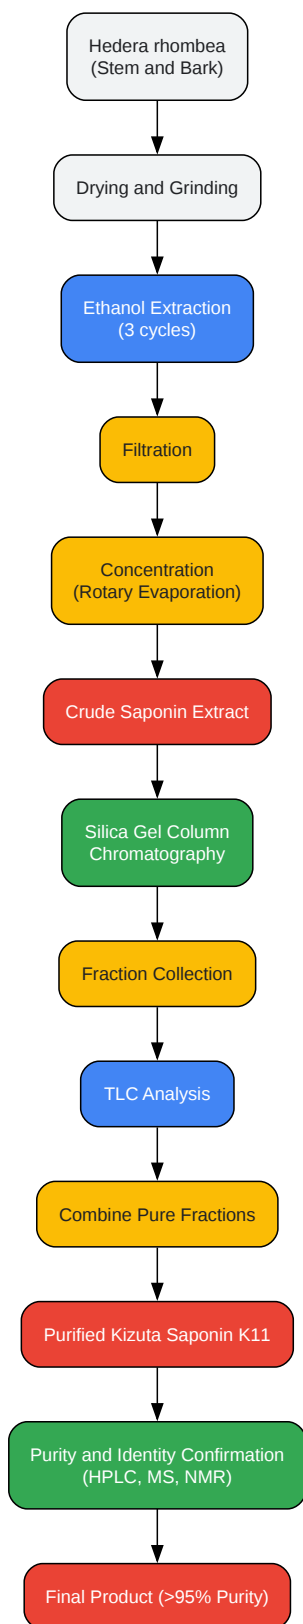 Hedera rhombea
(Stem and Bark)
Drying and Grinding
Ethanol Extraction
(3 cycles)
Filtration
Concentration
(Rotary Evaporation)
Crude Saponin Extract
Silica Gel Column
Chromatography
Fraction Collection
TLC Analysis
Combine Pure Fractions
Purified Kizuta Saponin K11
Purity and Identity Confirmation
(HPLC, MS, NMR)
Final Product (>95% Purity)